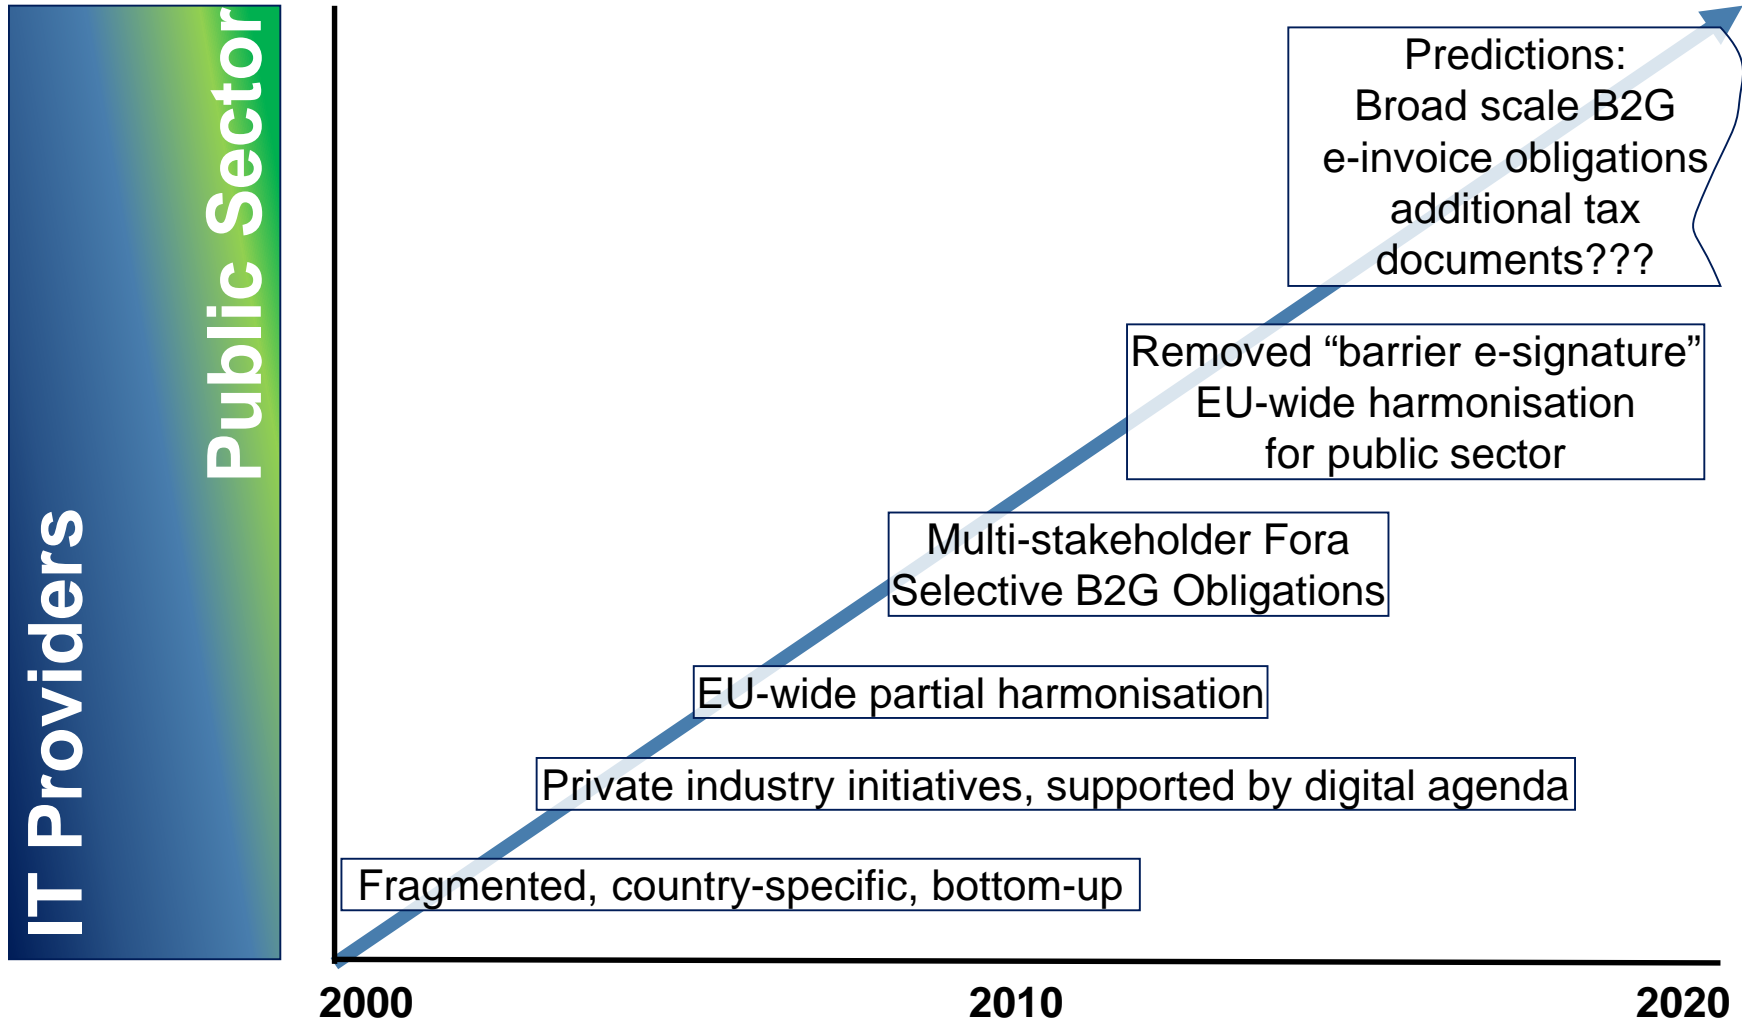 Public Sector
IT Providers
Predictions:
Broad scale B2G
e-invoice obligations
additional tax
documents???
Removed “barrier e-signature”
EU-wide harmonisation
for public sector
Multi-stakeholder Fora
Selective B2G Obligations
EU-wide partial harmonisation
Private industry initiatives, supported by digital agenda
Fragmented, country-specific, bottom-up
2000
2010
2020